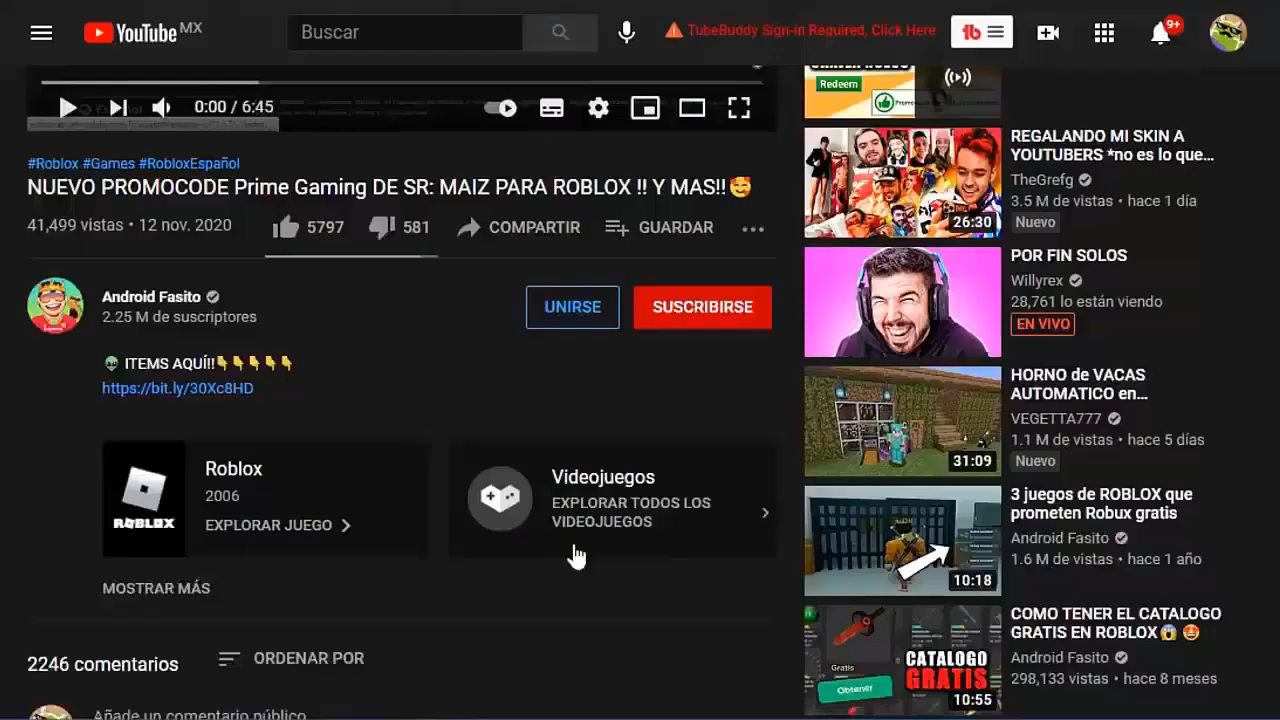 YouTube MX
Buscar
TubeBuddy Sign-in Required, Click Here
tb
9+
0:00 / 6:45
#Roblox #Games #RobloxEspañol
NUEVO PROMOCODE Prime Gaming DE SR: MAIZ PARA ROBLOX !! Y MAS!!🥰
41,499 vistas • 12 nov. 2020
5797
581
COMPARTIR
GUARDAR
Android Fasito
2.25 M de suscriptores
UNIRSE
SUSCRIBIRSE
👽 ITEMS AQUÍ!!👇👇👇👇👇
https://bit.ly/30Xc8HD
ROBLOX
Roblox
2006
EXPLORAR JUEGO
Videojuegos
EXPLORAR TODOS LOS
VIDEOJUEGOS
MOSTRAR MÁS
2246 comentarios
ORDENAR POR
Añade un comentario público
Redeem
REGALANDO MI SKIN A
YOUTUBERS *no es lo que...
TheGrefg
3.5 M de vistas • hace 1 día
Nuevo
26:30
POR FIN SOLOS
Willyrex
28,761 lo están viendo
EN VIVO
HORNO de VACAS
AUTOMATICO en...
VEGETTA777
1.1 M de vistas • hace 5 días
Nuevo
31:09
3 juegos de ROBLOX que
prometen Robux gratis
Android Fasito
1.6 M de vistas • hace 1 año
10:18
COMO TENER EL CATALOGO
GRATIS EN ROBLOX😱 🤩
Android Fasito
298,133 vistas • hace 8 meses
Gratis
Obtener
CATALOGO
GRATIS
10:55